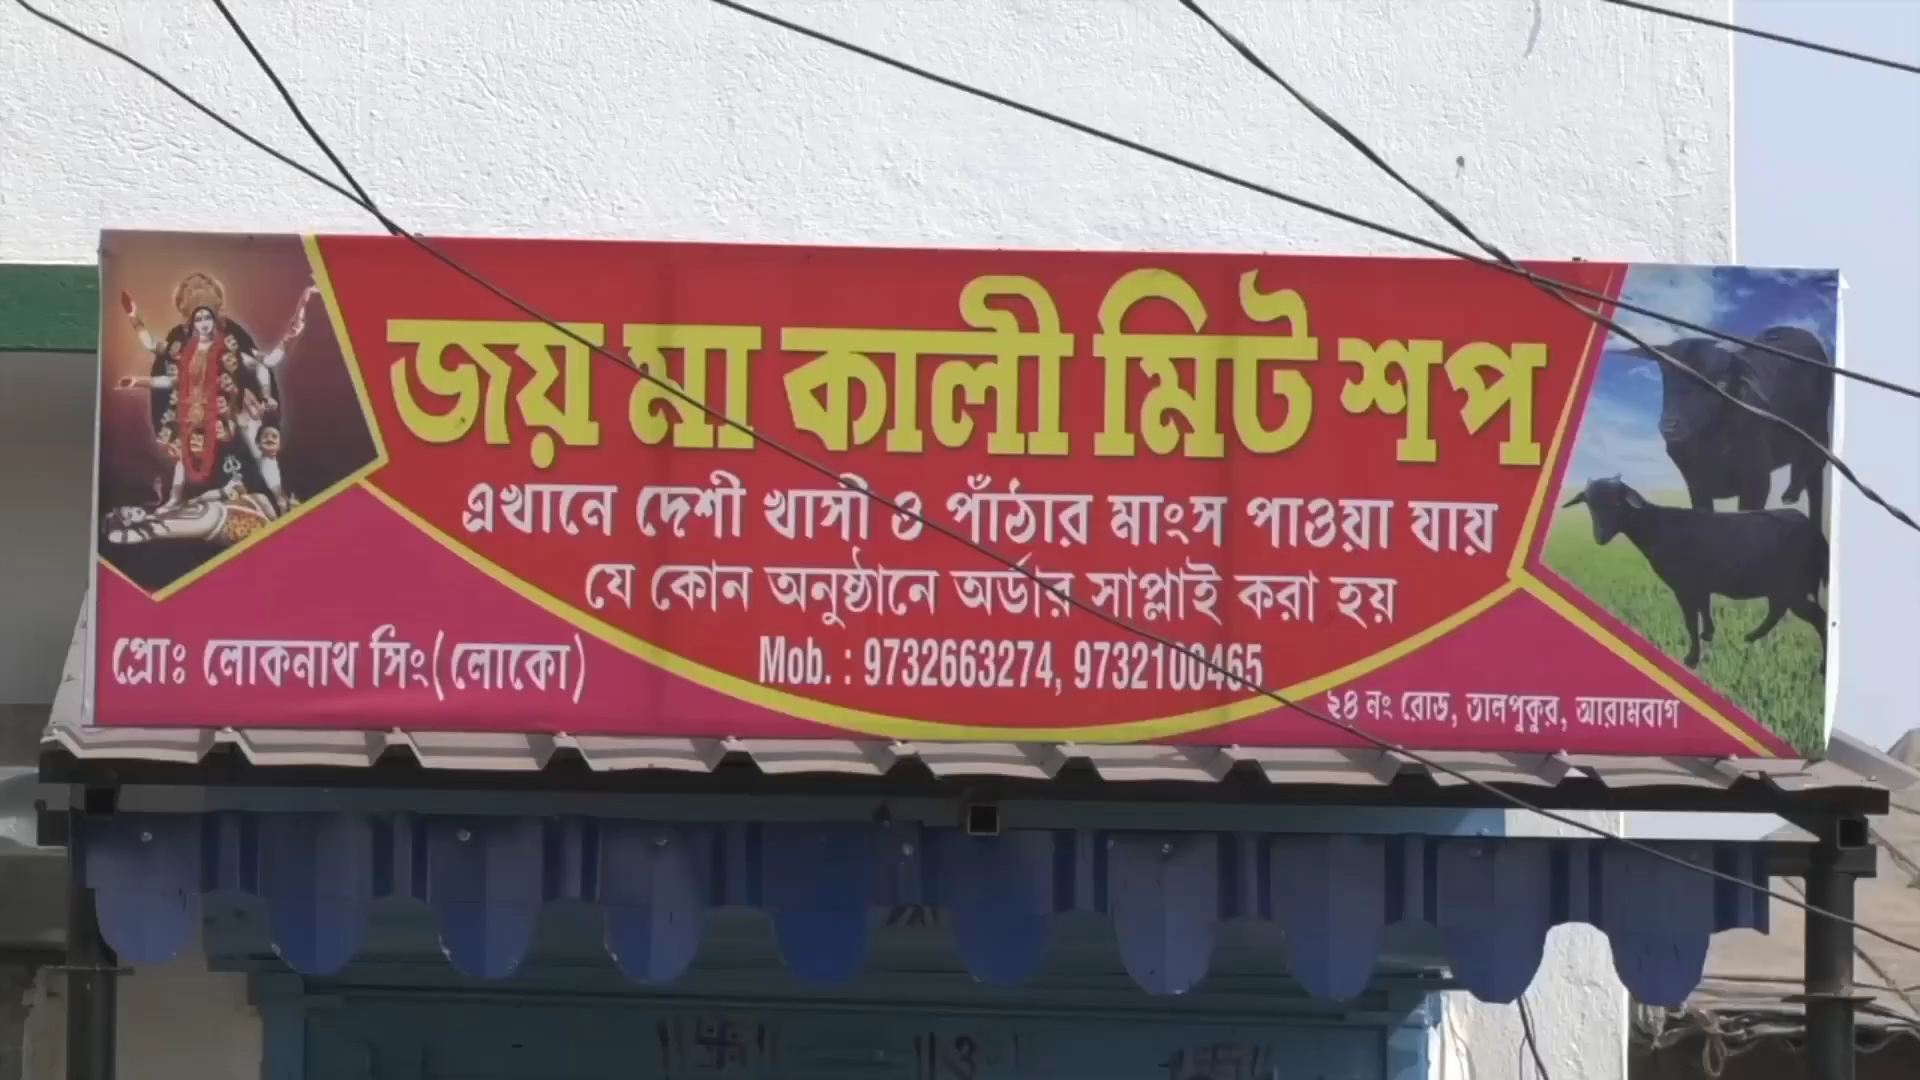 জয় মা কালী মিট শপ
এখানে দেশী খাসী ও পাঁঠার মাংস পাওয়া যায়
যে কোন অনুষ্ঠানে অর্ডার সাপ্লাই করা হয়
Mob. : 9732663274, 9732100465
প্রোঃ লোকনাথ সিং(লোকো)
২৪ নং রোড, তালপুকুর, আরামবাগ